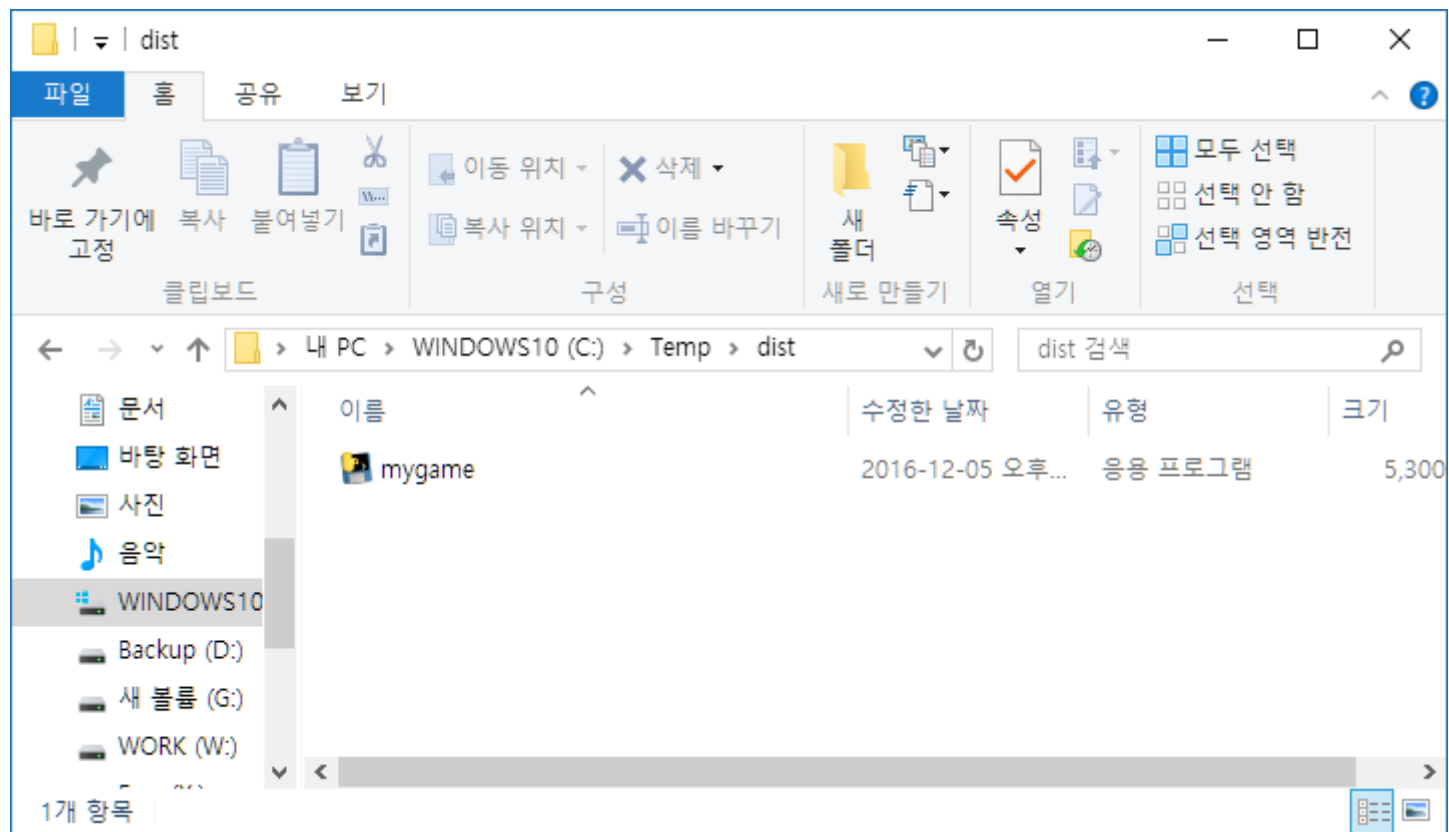 dist
파일 홈 공유 보기
바로 가기에
고정
복사
붙여넣기
클립보드
이동 위치
복사 위치
삭제
이름 바꾸기
구성
새
폴더
새로 만들기
속성
열기
모두 선택
선택 안 함
선택 영역 반전
선택
내 PC > WINDOWS10 (C:) > Temp > dist
dist 검색
문서
바탕 화면
사진
음악
WINDOWS10
Backup (D:)
새 볼륨 (G:)
WORK (W:)
이름 수정한 날짜 유형 크기
mygame 2016-12-05 오후... 응용 프로그램 5,300
1개 항목